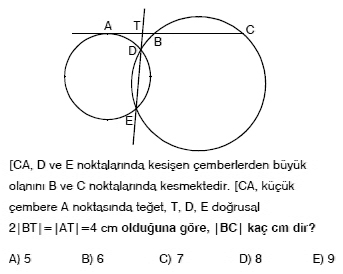 A T C
B
D
E
[CA, D ve E noktalarında kesişen çemberlerden büyük
olanını B ve C noktalarında kesmektedir. [CA, küçük
çembere A noktasında teğet, T, D, E doğrusal
2|BT|=|AT|=4 cm olduğuna göre, |BC| kaç cm dir?
A) 5 B) 6 C) 7 D) 8 E) 9